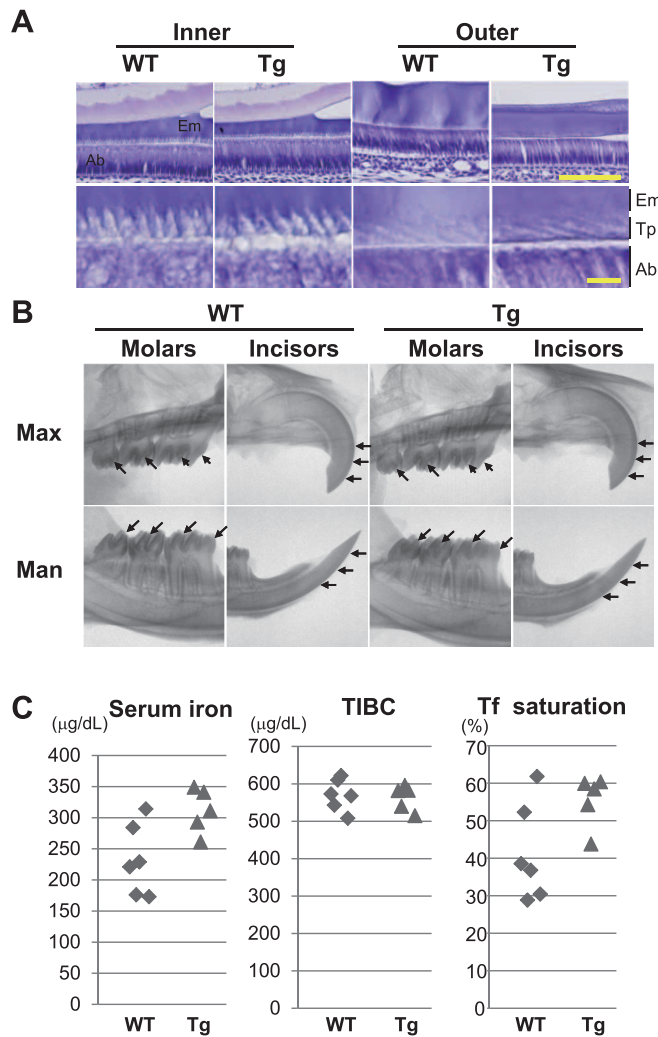 A
Inner Outer
WT Tg WT Tg
Em
Ab
Em
Tp
Ab
B
WT Tg
Molars Incisors Molars Incisors
Max
Man
C
Serum iron TIBC Tf saturation
(μg/dL) (μg/dL) (%)
400
350
300
250
200
150
100
50
0
WT Tg
700
600
500
400
300
200
100
0
WT Tg
70
60
50
40
30
20
10
0
WT Tg